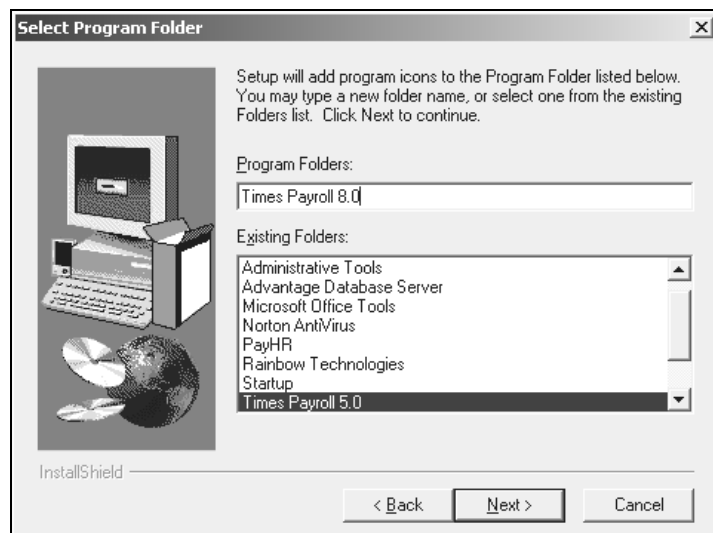 Select Program Folder
Setup will add program icons to the Program Folder listed below.
You may type a new folder name, or select one from the existing
Folders list.  Click Next to continue.
Program Folders:
Times Payroll 8.0
Existing Folders:
Administrative Tools
Advantage Database Server
Microsoft Office Tools
Norton AntiVirus
PayHR
Rainbow Technologies
Startup
Times Payroll 5.0
InstallShield
< Back
Next >
Cancel